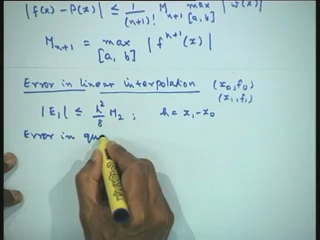 |f(x) - P(x)| ≤ 1/(n+1)! M_{n+1} max_{[a, b]} |w(x)|
M_{n+1} = max_{[a, b]} |f^{n+1}(x)|
Error in linear interpolation (x₀, f₀)
(x₁, f₁)
|E₁| ≤ h²/8 M₂ ; h = x₁ - x₀
Error in qu